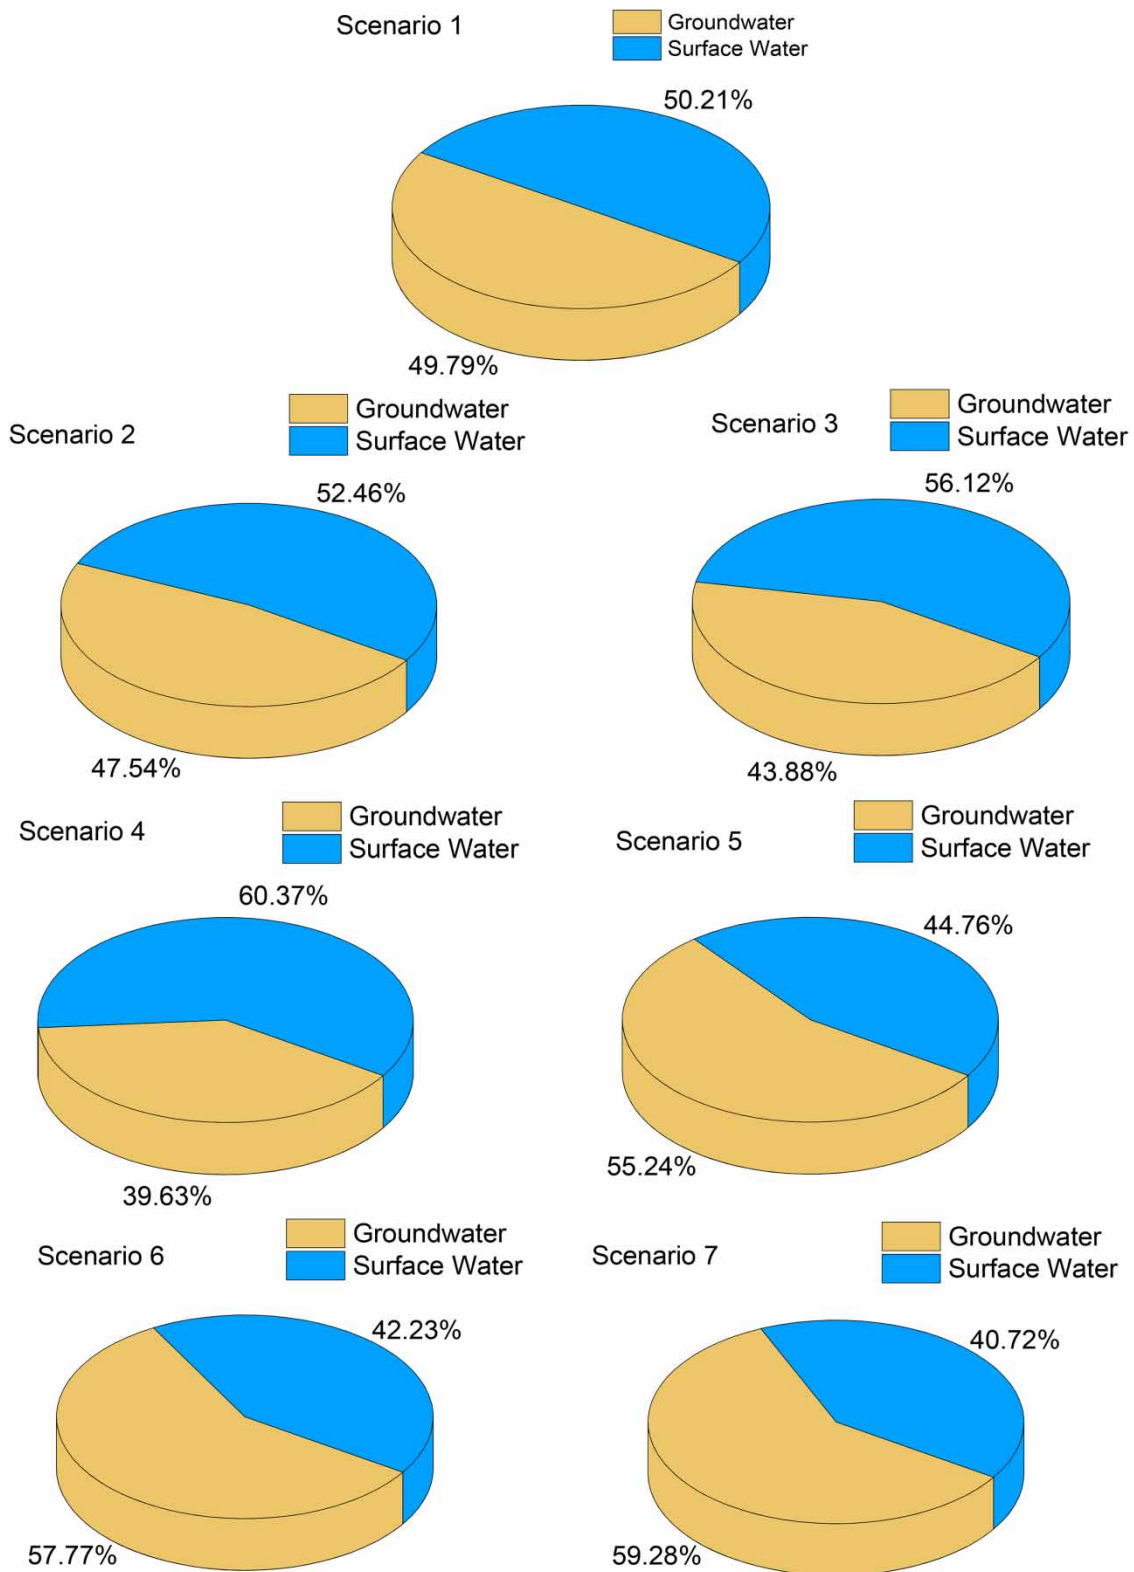 Scenario 1
Groundwater
Surface Water
50.21%
49.79%
Scenario 2
Groundwater
Surface Water
52.46%
47.54%
Scenario 3
Groundwater
Surface Water
56.12%
43.88%
Scenario 4
Groundwater
Surface Water
60.37%
39.63%
Scenario 5
Groundwater
Surface Water
44.76%
55.24%
Scenario 6
Groundwater
Surface Water
42.23%
57.77%
Scenario 7
Groundwater
Surface Water
40.72%
59.28%